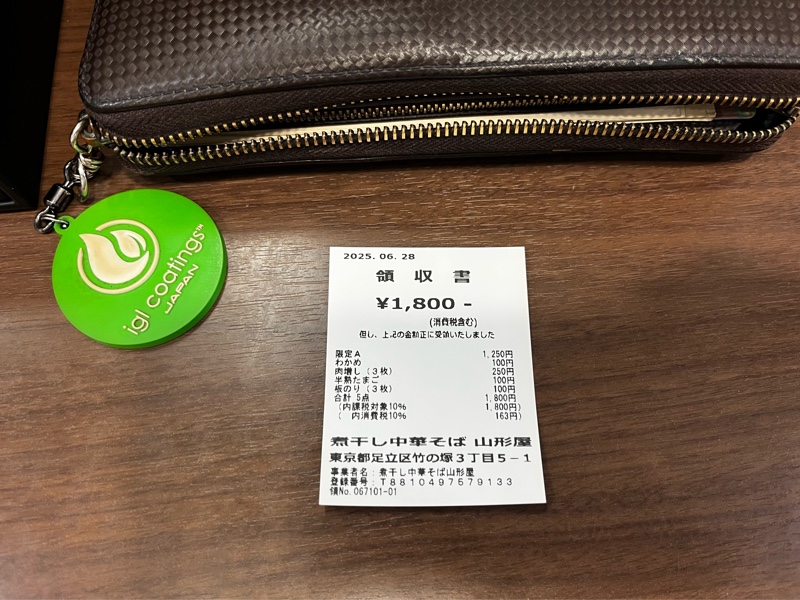 igl coatings™
JAPAN
2025.06.28
領収書
¥1,800-
(消費税含む)
但し、上記の金額正に受領いたしました
限定A 1,250円
わかめ 100円
肉増し(3枚) 250円
半熟たまご 100円
板のり(3枚) 100円
合計 5点 1,800円
(内課税対象10% 1,800円)
( 内消費税10% 163円)
煮干し中華そば 山形屋
東京都足立区竹の塚3丁目5-1
事業者名:煮干し中華そば山形屋
登録番号:T8810497579133
領No.067101-01